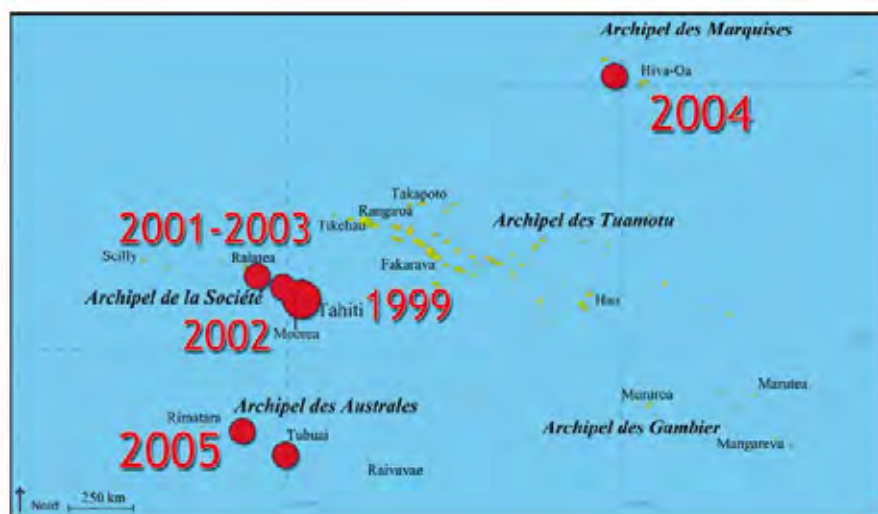 Archipel des Marquises
Hiva-Oa
2004
Takapoto
Rangiroa
Tikehau
Archipel des Tuamotu
2001-2003
Scilly
Raiatea
Fakarava
Archipel de la Société
Tahiti 1999
Hao
2002
Moorea
Rimatara
Archipel des Australes
Tubuai
2005
Raivavae
Mururoa
Marutea
Archipel des Gambier
Mangareva
Nord
250 km